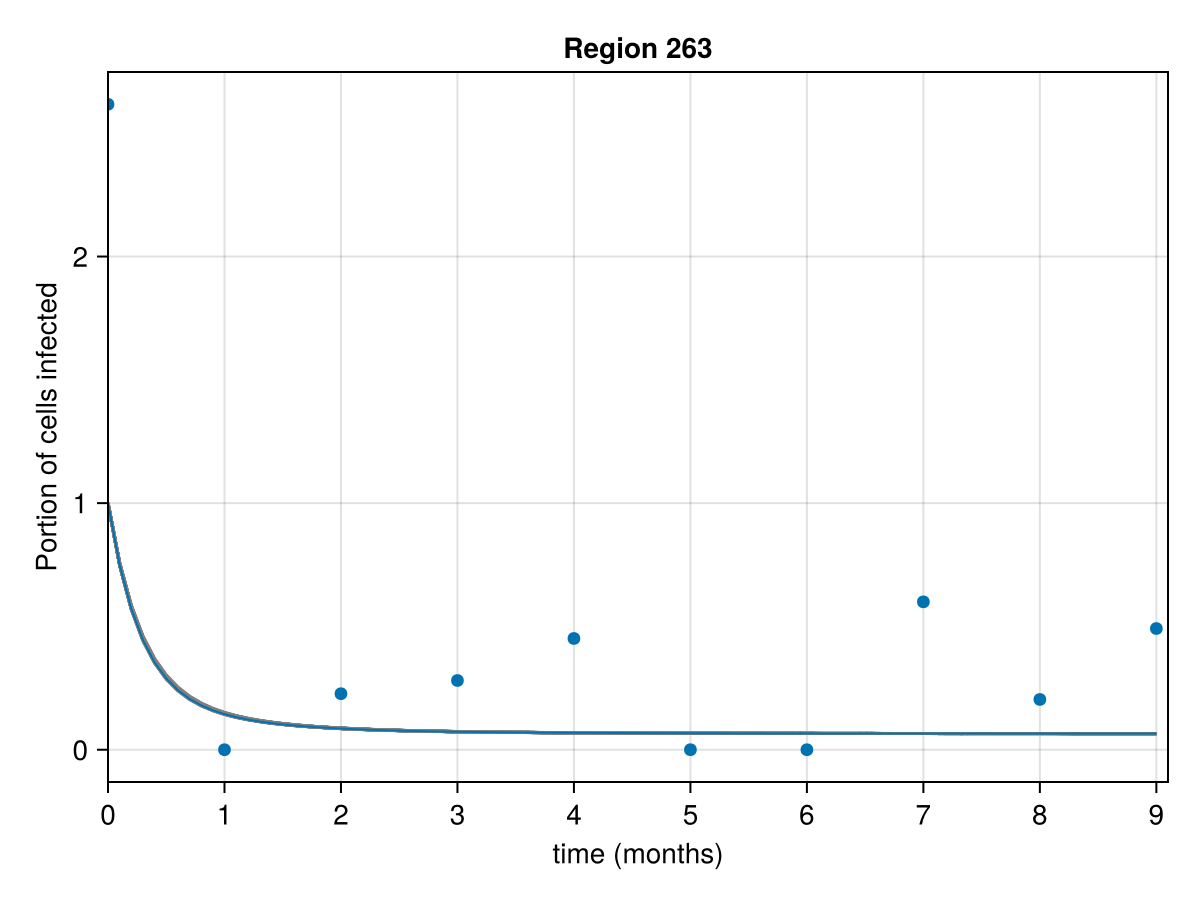 Region 263
Portion of cells infected
2
1
0
0 1 2 3 4 5 6 7 8 9
time (months)